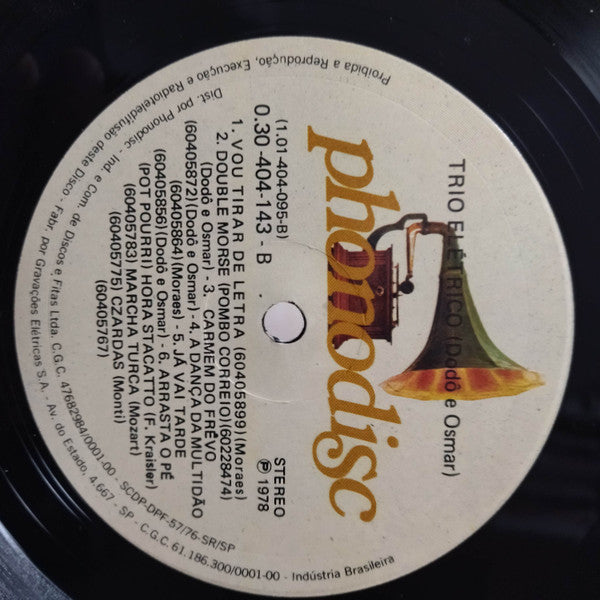 TRIO ELÉTRICO (Dodô e Osmar)
phonodisc
STEREO
℗ 1978
(1.01-404-095-B)
0.30-404-143 - B
1. VOU TIRAR DE LETRA (60405899) (Moraes)
2. DOUBLE MORSE (POMBO CORREIO) (60228474)
(Dodô e Osmar) - 3. CARMEM DO FRÊVO
(60405872) (Dodô e Osmar) - 4. A DANÇA DA MULTIDÃO
(60405864) (Moraes) - 5. JÁ VAI TARDE
(60405856) (Dodô e Osmar) - 6. ARRASTA O PÉ
(POT POURRI) HORA STACATTO (F. Kraisler)
(60405783) MARCHA TURCA (Mozart)
(60405775) CZARDAS (Monti)
(60405767)
Proibida a Reprodução, Execução e Radioteledifusão deste Disco - Fabr. por Gravações Elétricas S.A. - Av. do Estado, 4.667 - SP - C.G.C. 61.186.300/0001-00 - Indústria Brasileira
Dist. por Phonodisc - Ind. e Com. de Discos e Fitas Ltda. C.G.C. 47682984/0001-00 - SCDP-DPF-57/76-SR/SP